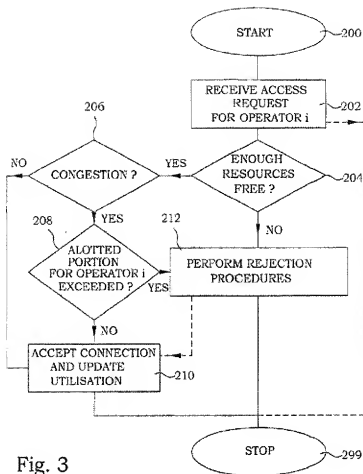 START
200
RECEIVE ACCESS
REQUEST
FOR OPERATOR i
202
206
NO
CONGESTION ?
YES
ENOUGH
RESOURCES
FREE ?
204
208
YES
212
NO
ALOTTED
PORTION
FOR OPERATOR i
EXCEEDED ?
YES
PERFORM REJECTION
PROCEDURES
NO
ACCEPT CONNECTION
AND UPDATE
UTILISATION
210
STOP
299
Fig. 3